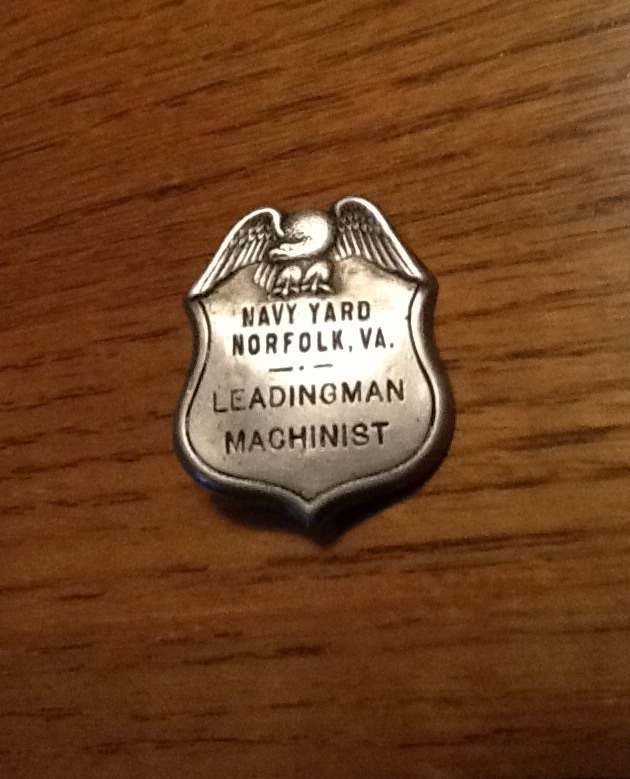 NAVY YARD
NORFOLK, VA.
LEADINGMAN
MACHINIST